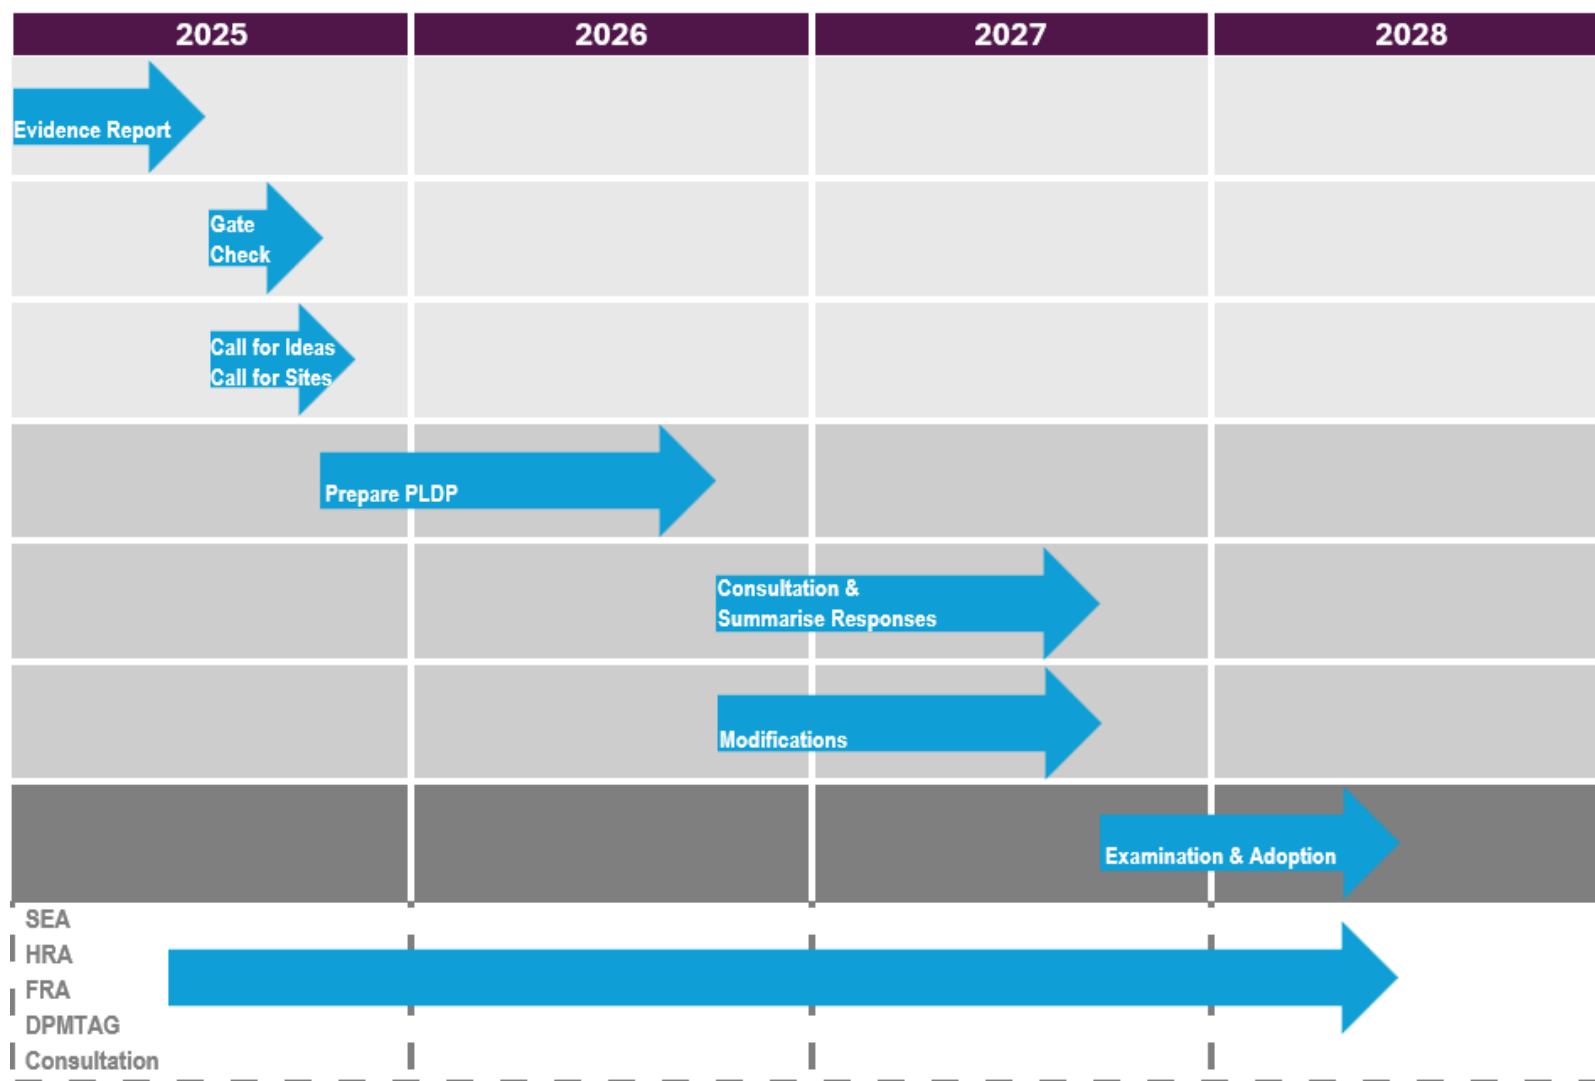 2025 2026 2027 2028
Evidence Report
Gate
Check
Call for Ideas
Call for Sites
Prepare PLDP
Consultation &
Summarise Responses
Modifications
Examination & Adoption
SEA
HRA
FRA
DPMTAG
Consultation